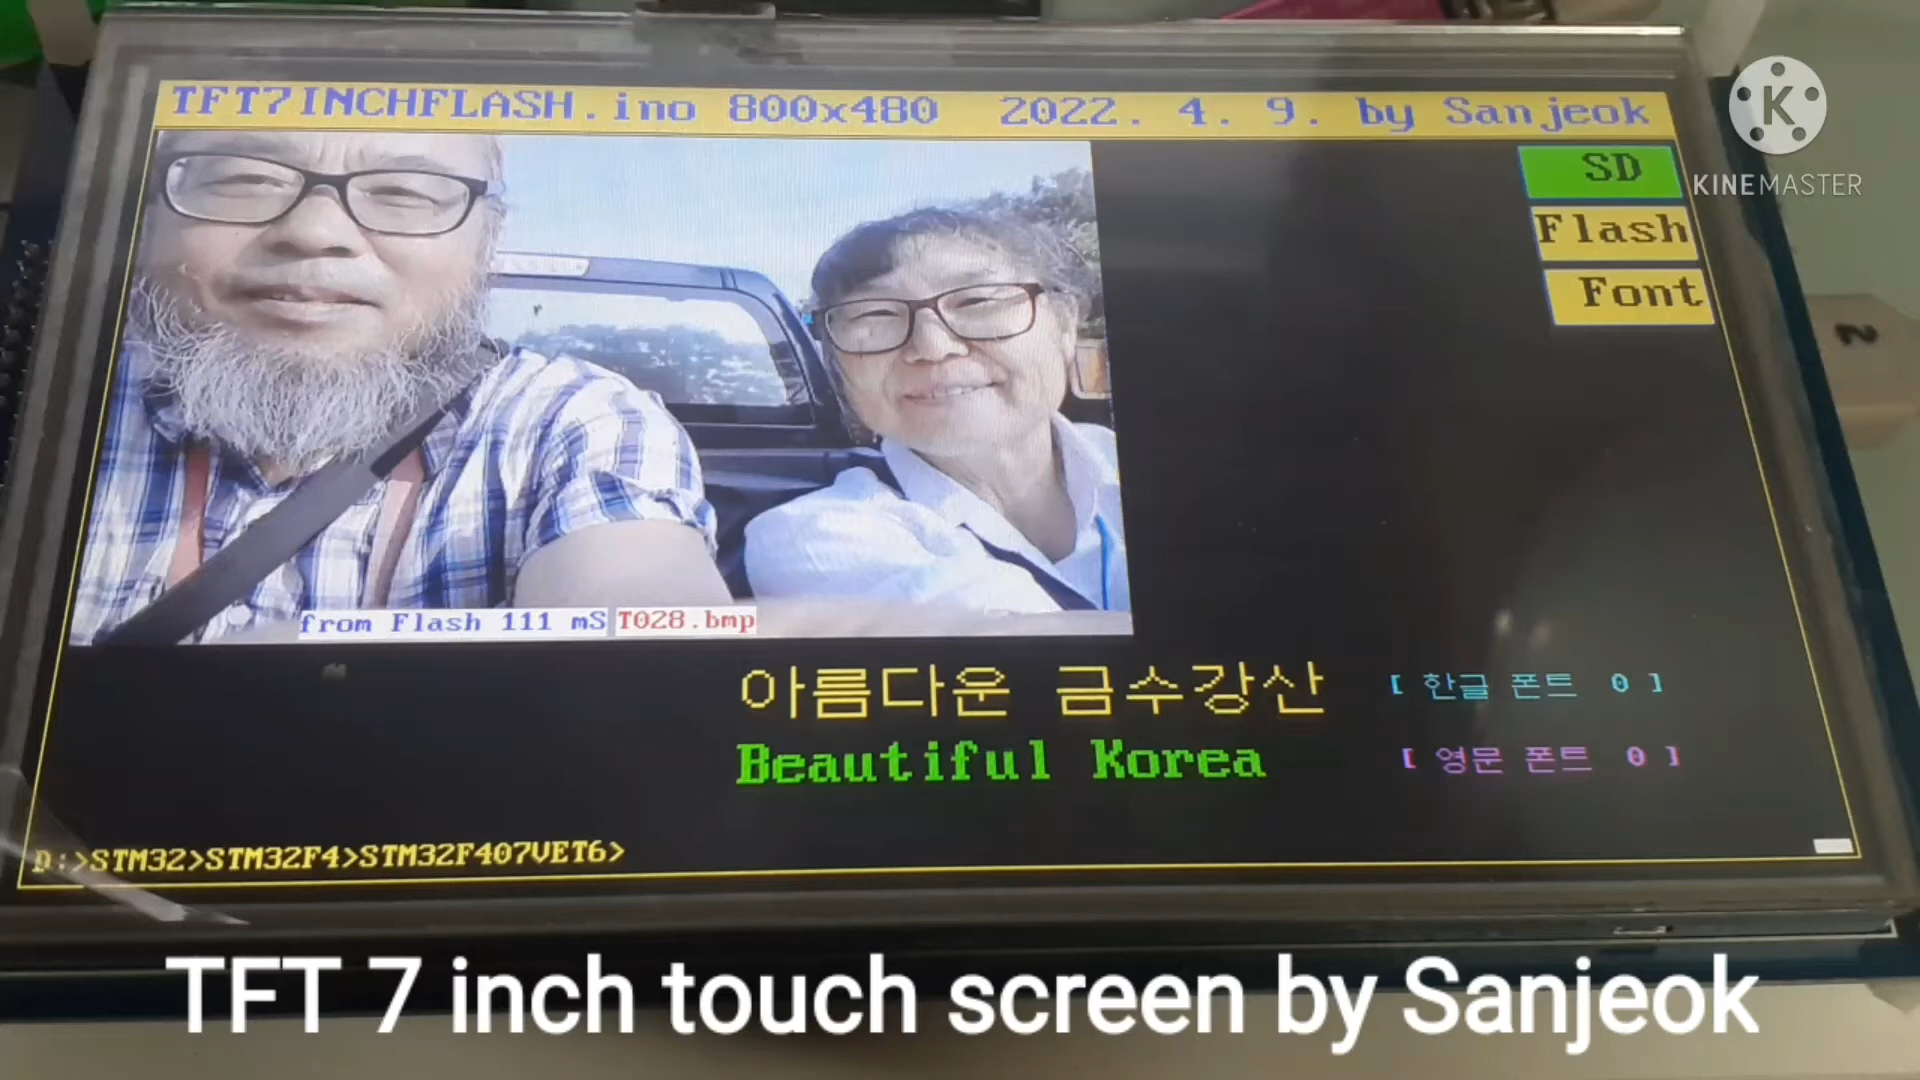 TFT7INCHFLASH.ino 800x480 2022. 4. 9. by Sanjeok
K
KINEMASTER
SD
Flash
Font
2
from Flash 111 mS T028.bmp
아름다운 금수강산 [ 한글 폰트 0 ]
Beautiful Korea [ 영문 폰트 0 ]
D:>STM32>STM32F4>STM32F407VET6>
TFT 7 inch touch screen by Sanjeok